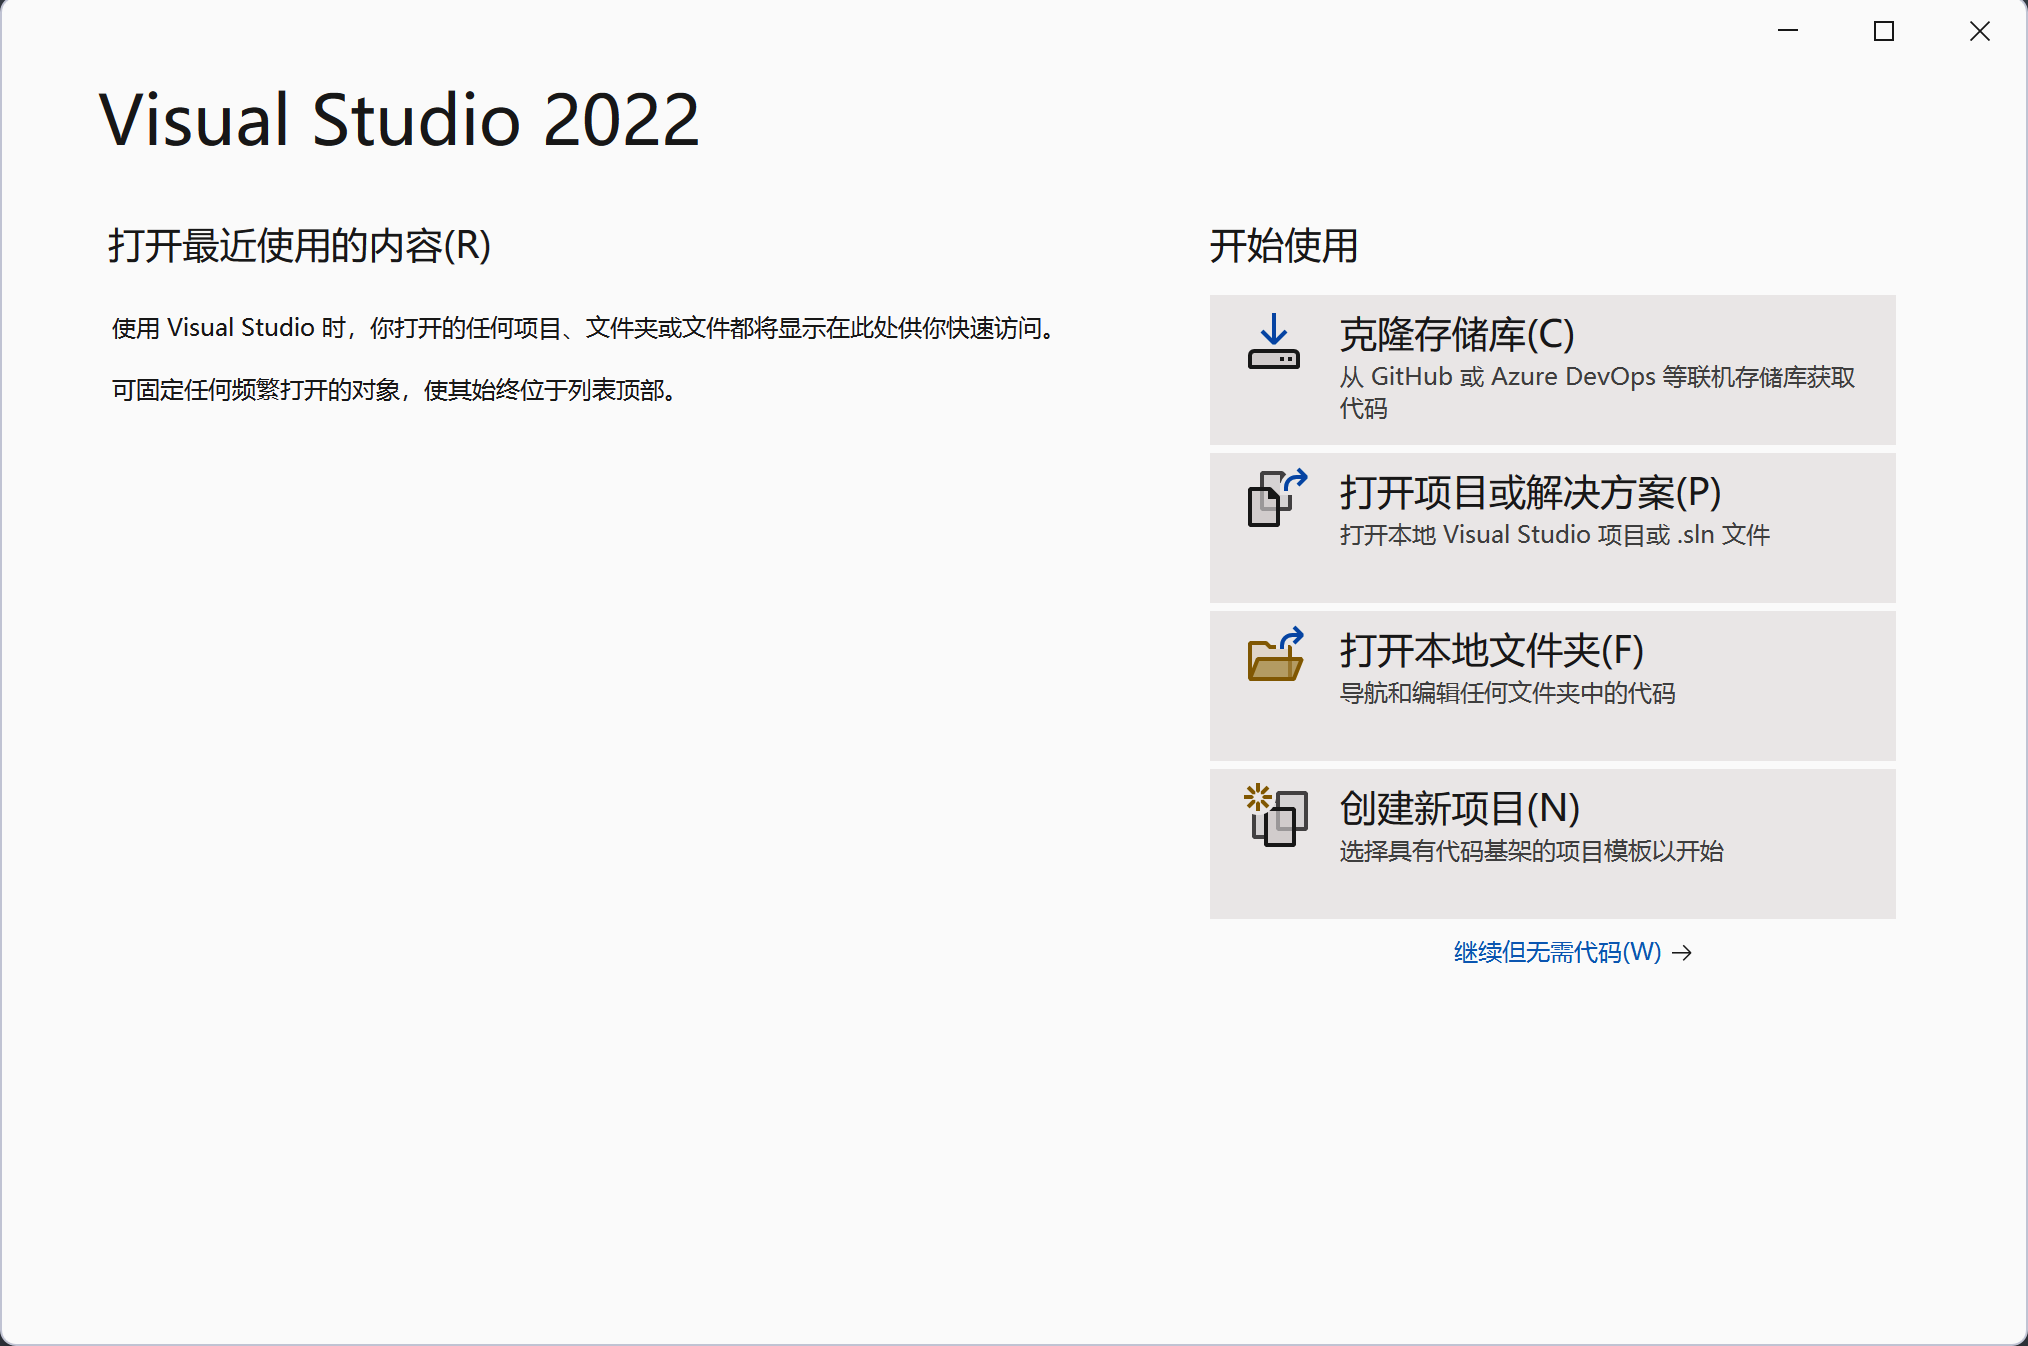 Visual Studio 2022
打开最近使用的内容(R)
使用 Visual Studio 时，你打开的任何项目、文件夹或文件都将显示在此处供你快速访问。
可固定任何频繁打开的对象，使其始终位于列表顶部。
开始使用
克隆存储库(C)
从 GitHub 或 Azure DevOps 等联机存储库获取
代码
打开项目或解决方案(P)
打开本地 Visual Studio 项目或 .sln 文件
打开本地文件夹(F)
导航和编辑任何文件夹中的代码
创建新项目(N)
选择具有代码基架的项目模板以开始
继续但无需代码(W) →